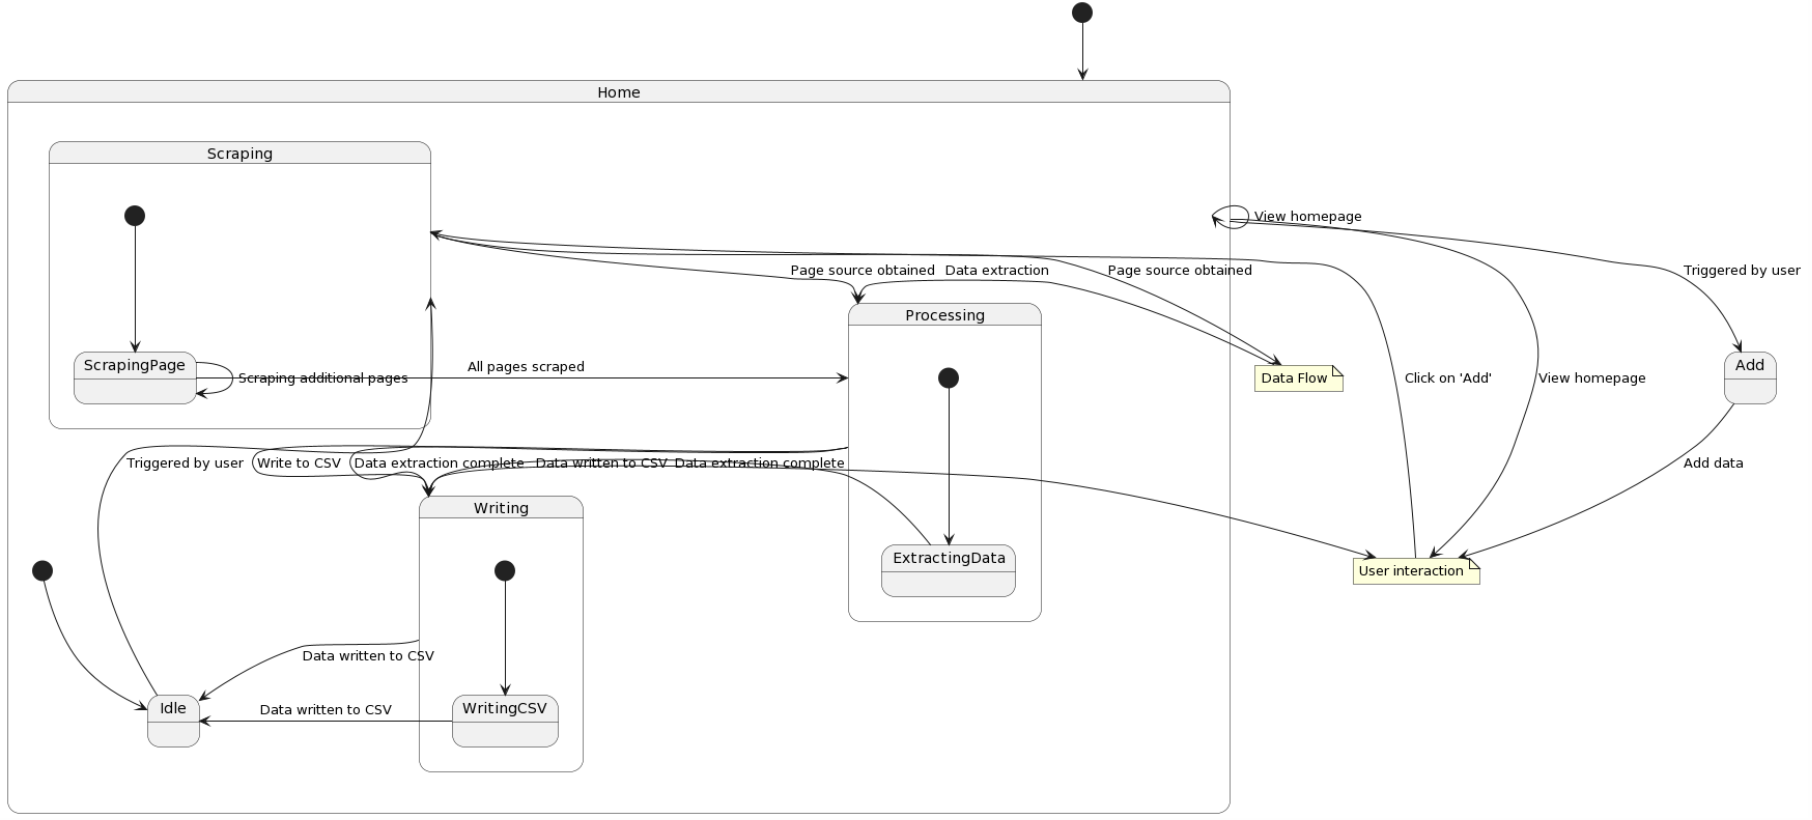 Home
Scraping
View homepage
Page source obtained
Data extraction
Page source obtained
Triggered by user
Processing
ScrapingPage
All pages scraped
Add
Scraping additional pages
Data Flow
Click on 'Add'
View homepage
Triggered by user
Write to CSV
Data extraction complete
Data written to CSV
Data extraction complete
Add data
Writing
ExtractingData
User interaction
Data written to CSV
Idle
Data written to CSV
WritingCSV